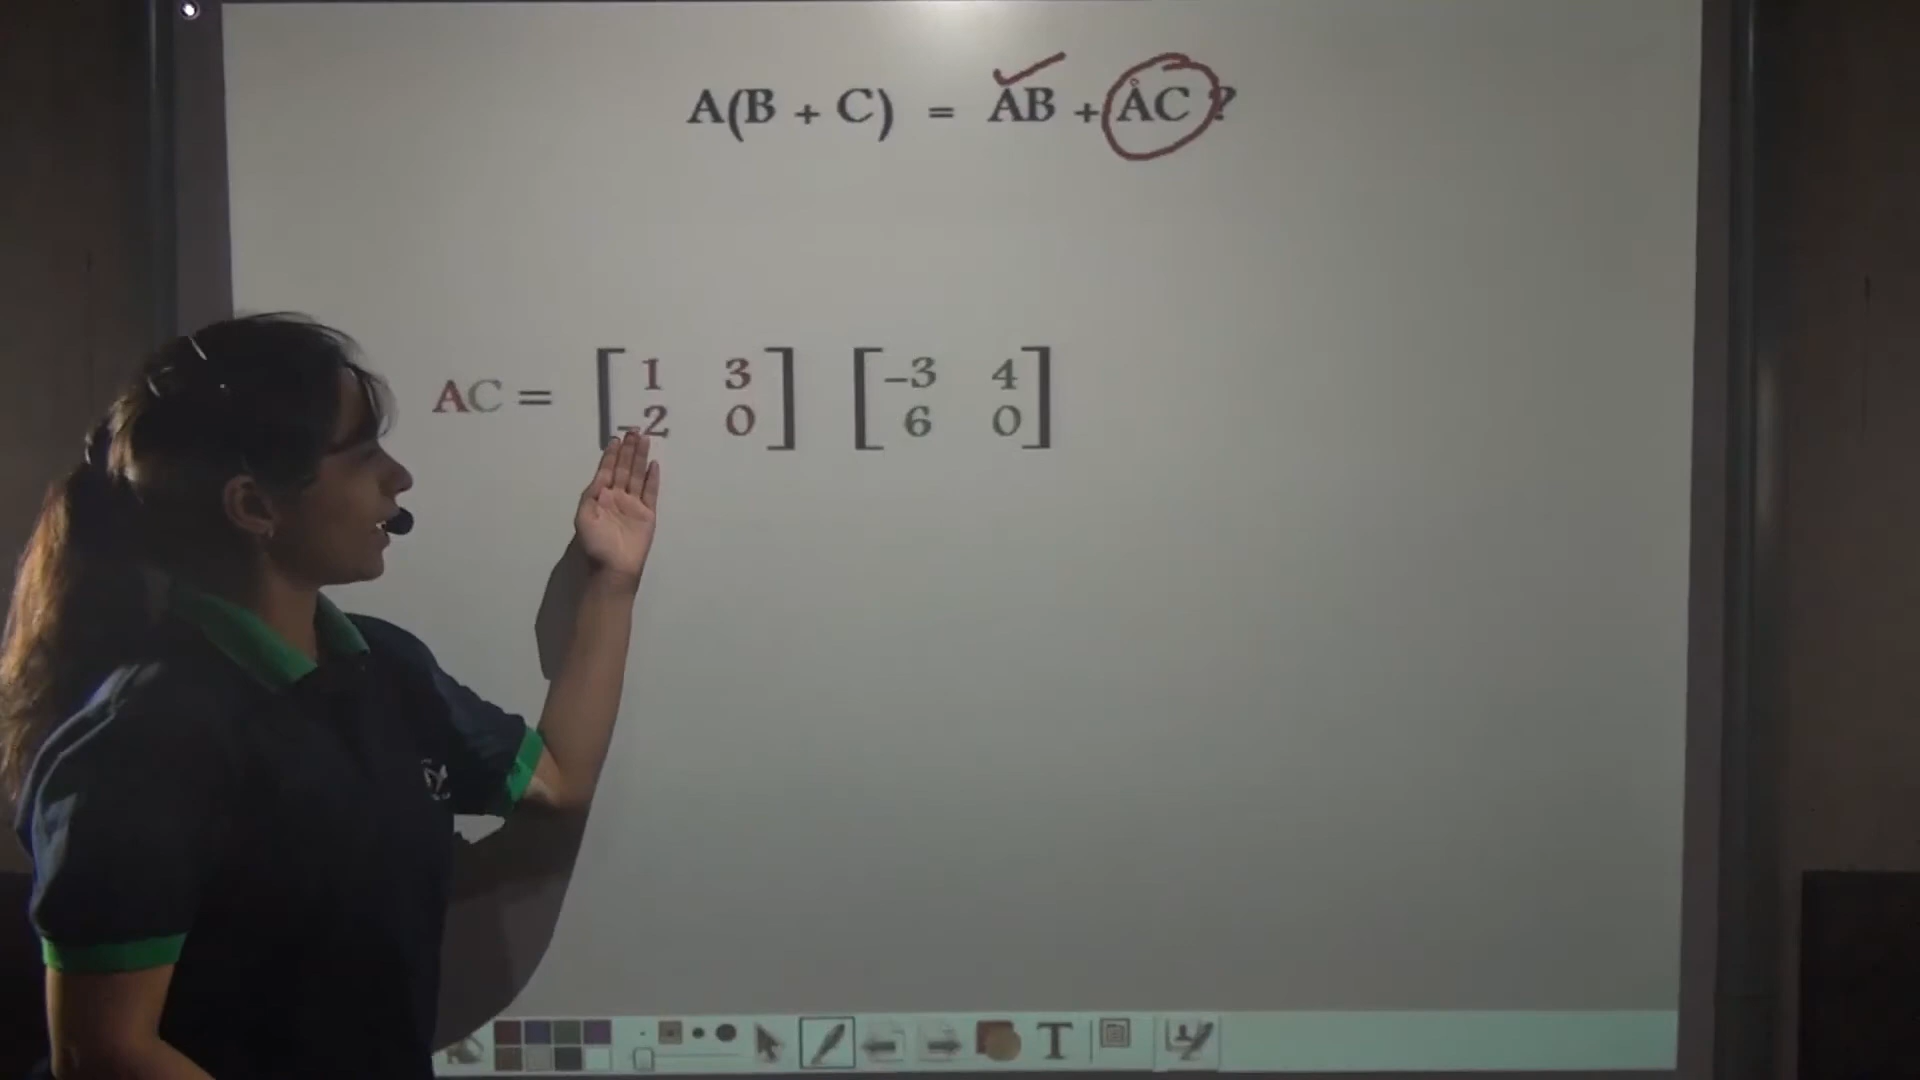 A(B + C) = AB + AC ?
AC = [ 1 3 ] [ -3 4 ]
[ -2 0 ] [ 6 0 ]
T